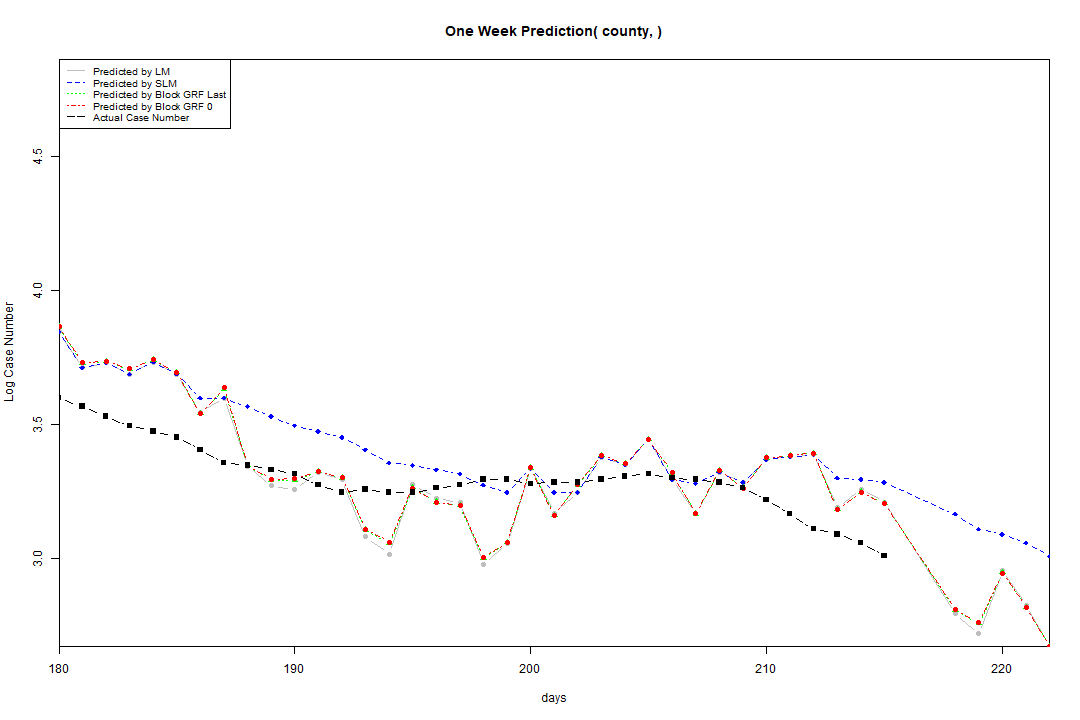 One Week Prediction( county, )
Predicted by LM
Predicted by SLM
Predicted by Block GRF Last
Predicted by Block GRF 0
Actual Case Number
4.5
4.0
3.5
3.0
Log Case Number
180 190 200 210 220
days